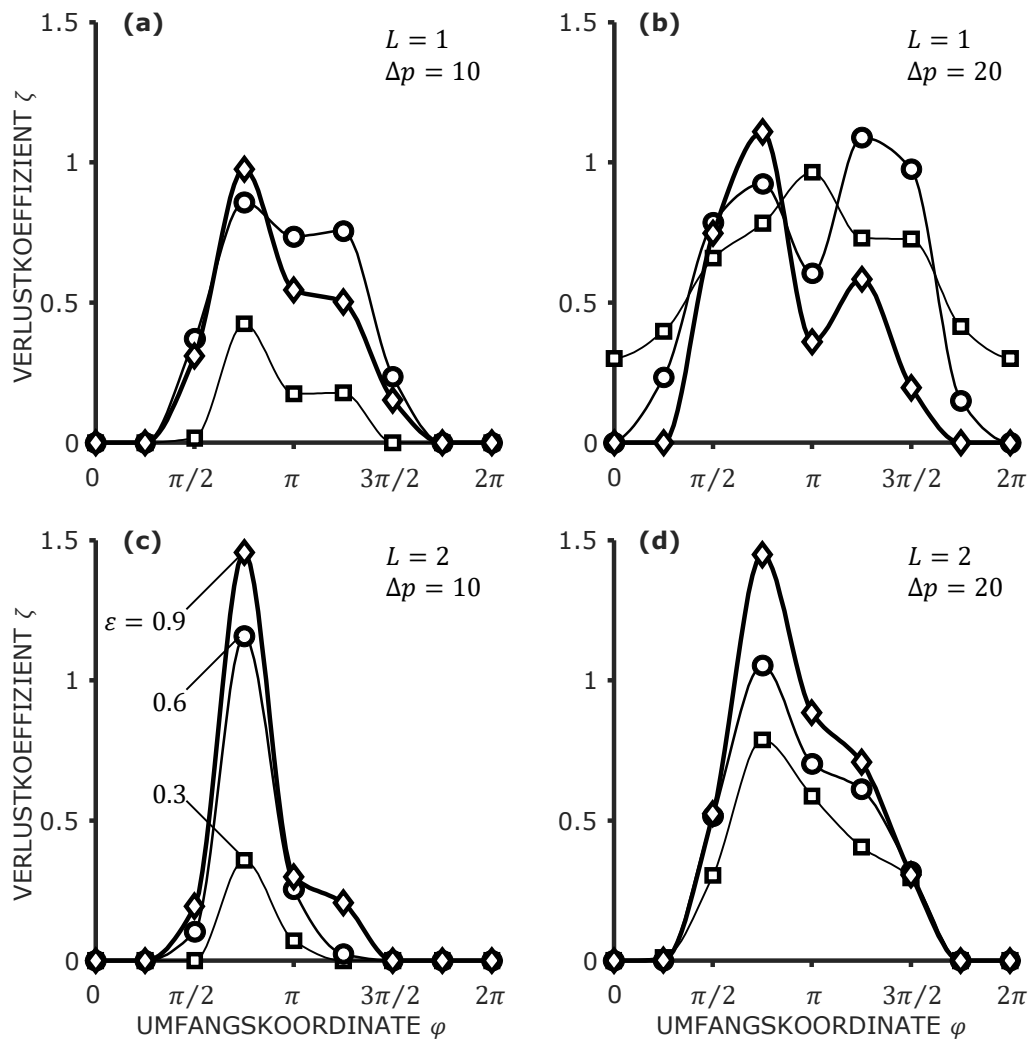 (a)
L = 1
Δp = 10
VERLUSTKOEFFIZIENT ζ
1.5
1
0.5
0
0 π/2 π 3π/2 2π
(b)
L = 1
Δp = 20
1.5
1
0.5
0
0 π/2 π 3π/2 2π
(c)
L = 2
Δp = 10
ε = 0.9
0.6
0.3
VERLUSTKOEFFIZIENT ζ
1.5
1
0.5
0
0 π/2 π 3π/2 2π
UMFANGSKOORDINATE φ
(d)
L = 2
Δp = 20
1.5
1
0.5
0
0 π/2 π 3π/2 2π
UMFANGSKOORDINATE φ